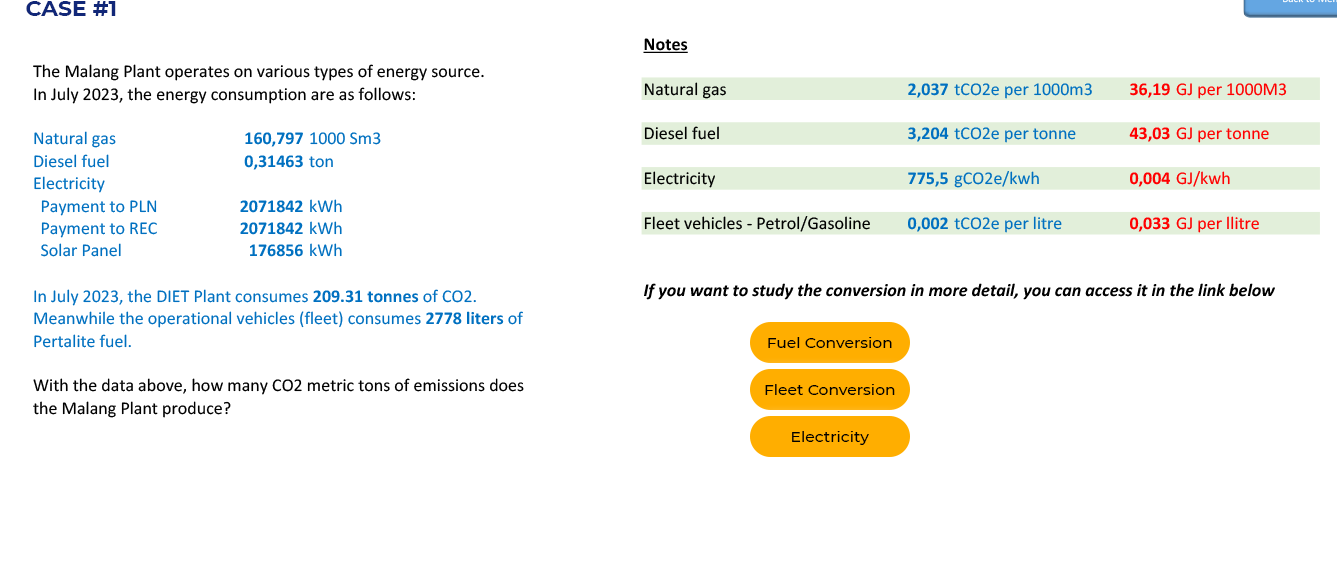 CASE #1
The Malang Plant operates on various types of energy source.
In July 2023, the energy consumption are as follows:
Natural gas 160,797 1000 Sm3
Diesel fuel 0,31463 ton
Electricity
Payment to PLN 2071842 kWh
Payment to REC 2071842 kWh
Solar Panel 176856 kWh
In July 2023, the DIET Plant consumes 209.31 tonnes of CO2.
Meanwhile the operational vehicles (fleet) consumes 2778 liters of
Pertalite fuel.
With the data above, how many CO2 metric tons of emissions does
the Malang Plant produce?
Notes
Natural gas 2,037 tCO2e per 1000m3 36,19 GJ per 1000M3
Diesel fuel 3,204 tCO2e per tonne 43,03 GJ per tonne
Electricity 775,5 gCO2e/kwh 0,004 GJ/kwh
Fleet vehicles - Petrol/Gasoline 0,002 tCO2e per litre 0,033 GJ per llitre
If you want to study the conversion in more detail, you can access it in the link below
Fuel Conversion
Fleet Conversion
Electricity